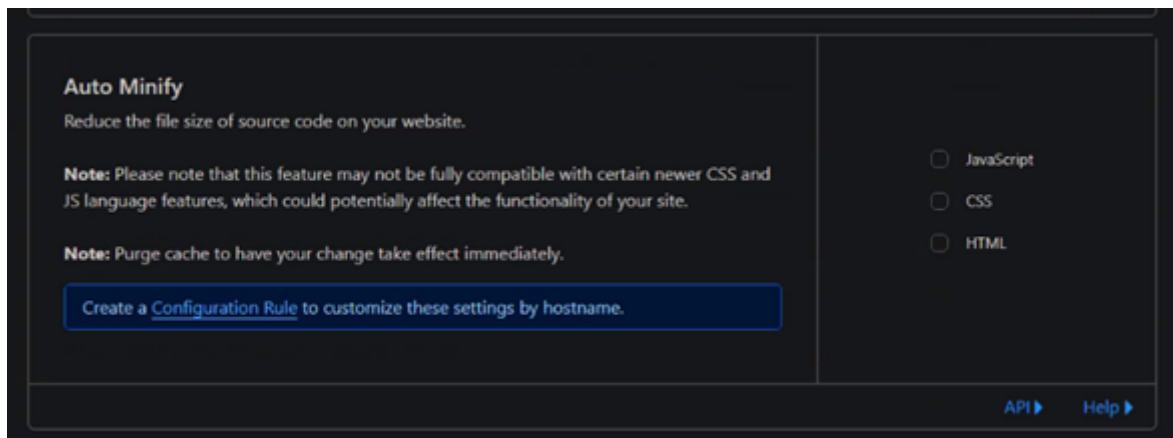 Auto Minify
Reduce the file size of source code on your website.
Note: Please note that this feature may not be fully compatible with certain newer CSS and
JS language features, which could potentially affect the functionality of your site.
Note: Purge cache to have your change take effect immediately.
Create a Configuration Rule to customize these settings by hostname.
JavaScript
CSS
HTML
API
Help